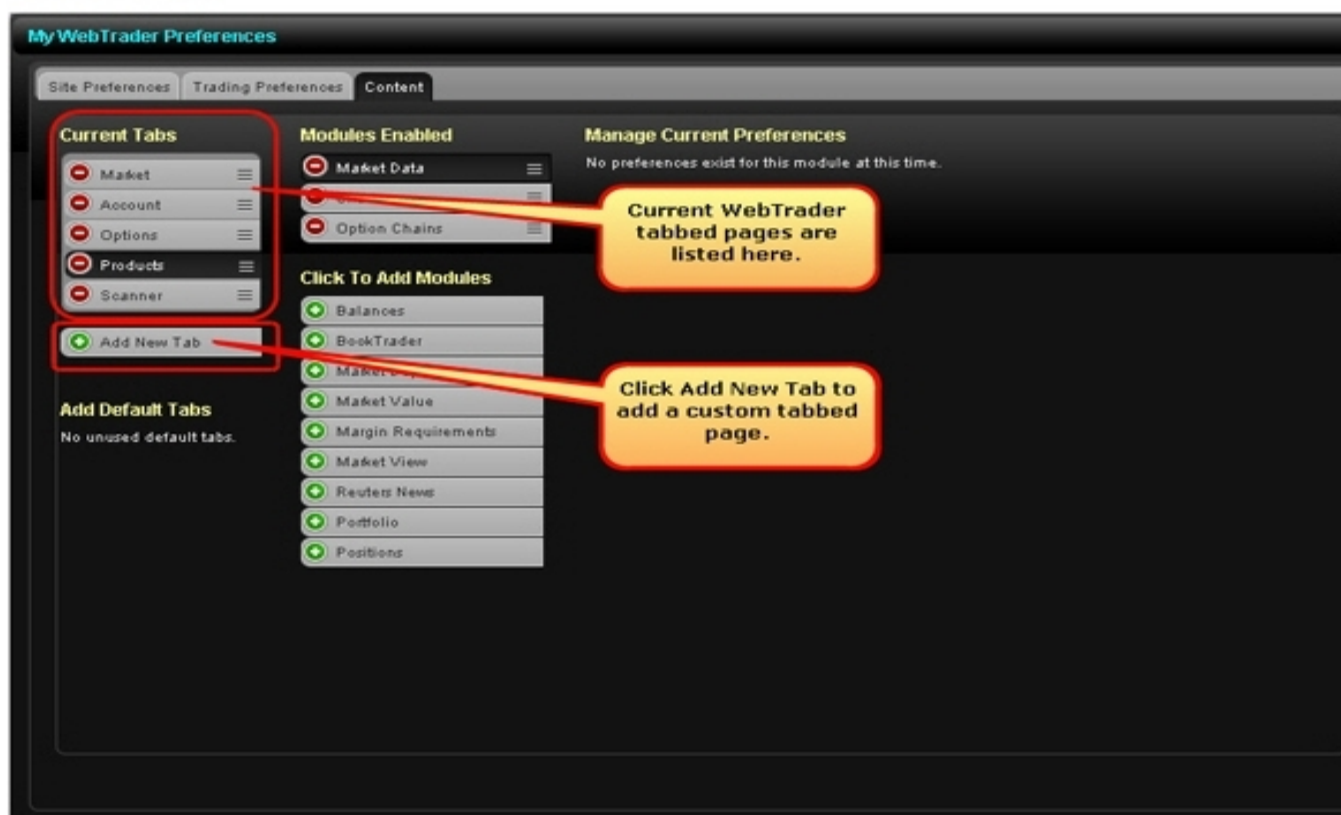 My WebTrader Preferences
Site Preferences
Trading Preferences
Content
Current Tabs
Market
Account
Options
Products
Scanner
Add New Tab
Add Default Tabs
No unused default tabs.
Modules Enabled
Market Data
Option Chains
Click To Add Modules
Balances
BookTrader
Market
Market Value
Margin Requirements
Market View
Reuters News
Portfolio
Positions
Manage Current Preferences
No preferences exist for this module at this time.
Current WebTrader
tabbed pages are
listed here.
Click Add New Tab to
add a custom tabbed
page.